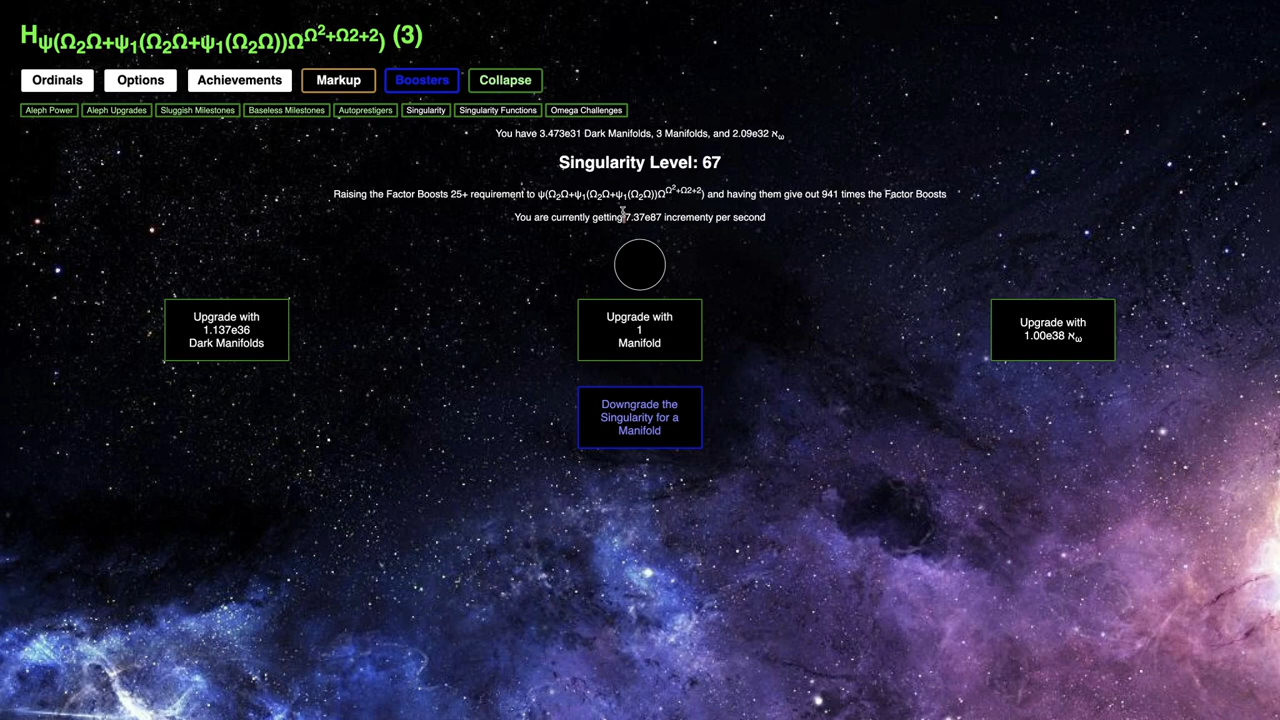 Hψ(Ω₂Ω+ψ₁(Ω₂Ω+ψ₁(Ω₂Ω))Ω^Ω²+Ω2+2) (3)
Ordinals Options Achievements Markup Boosters Collapse
Aleph Power Aleph Upgrades Sluggish Milestones Baseless Milestones Autoprestigers Singularity Singularity Functions Omega Challenges
You have 3.473e31 Dark Manifolds, 3 Manifolds, and 2.09e32 ℵω
Singularity Level: 67
Raising the Factor Boosts 25+ requirement to ψ(Ω₂Ω+ψ₁(Ω₂Ω+ψ₁(Ω₂Ω))Ω^Ω²+Ω2+2) and having them give out 941 times the Factor Boosts
You are currently getting 7.37e87 incrementy per second
Upgrade with
1.137e36
Dark Manifolds
Upgrade with
1
Manifold
Upgrade with
1.00e38 ℵω
Downgrade the
Singularity for a
Manifold